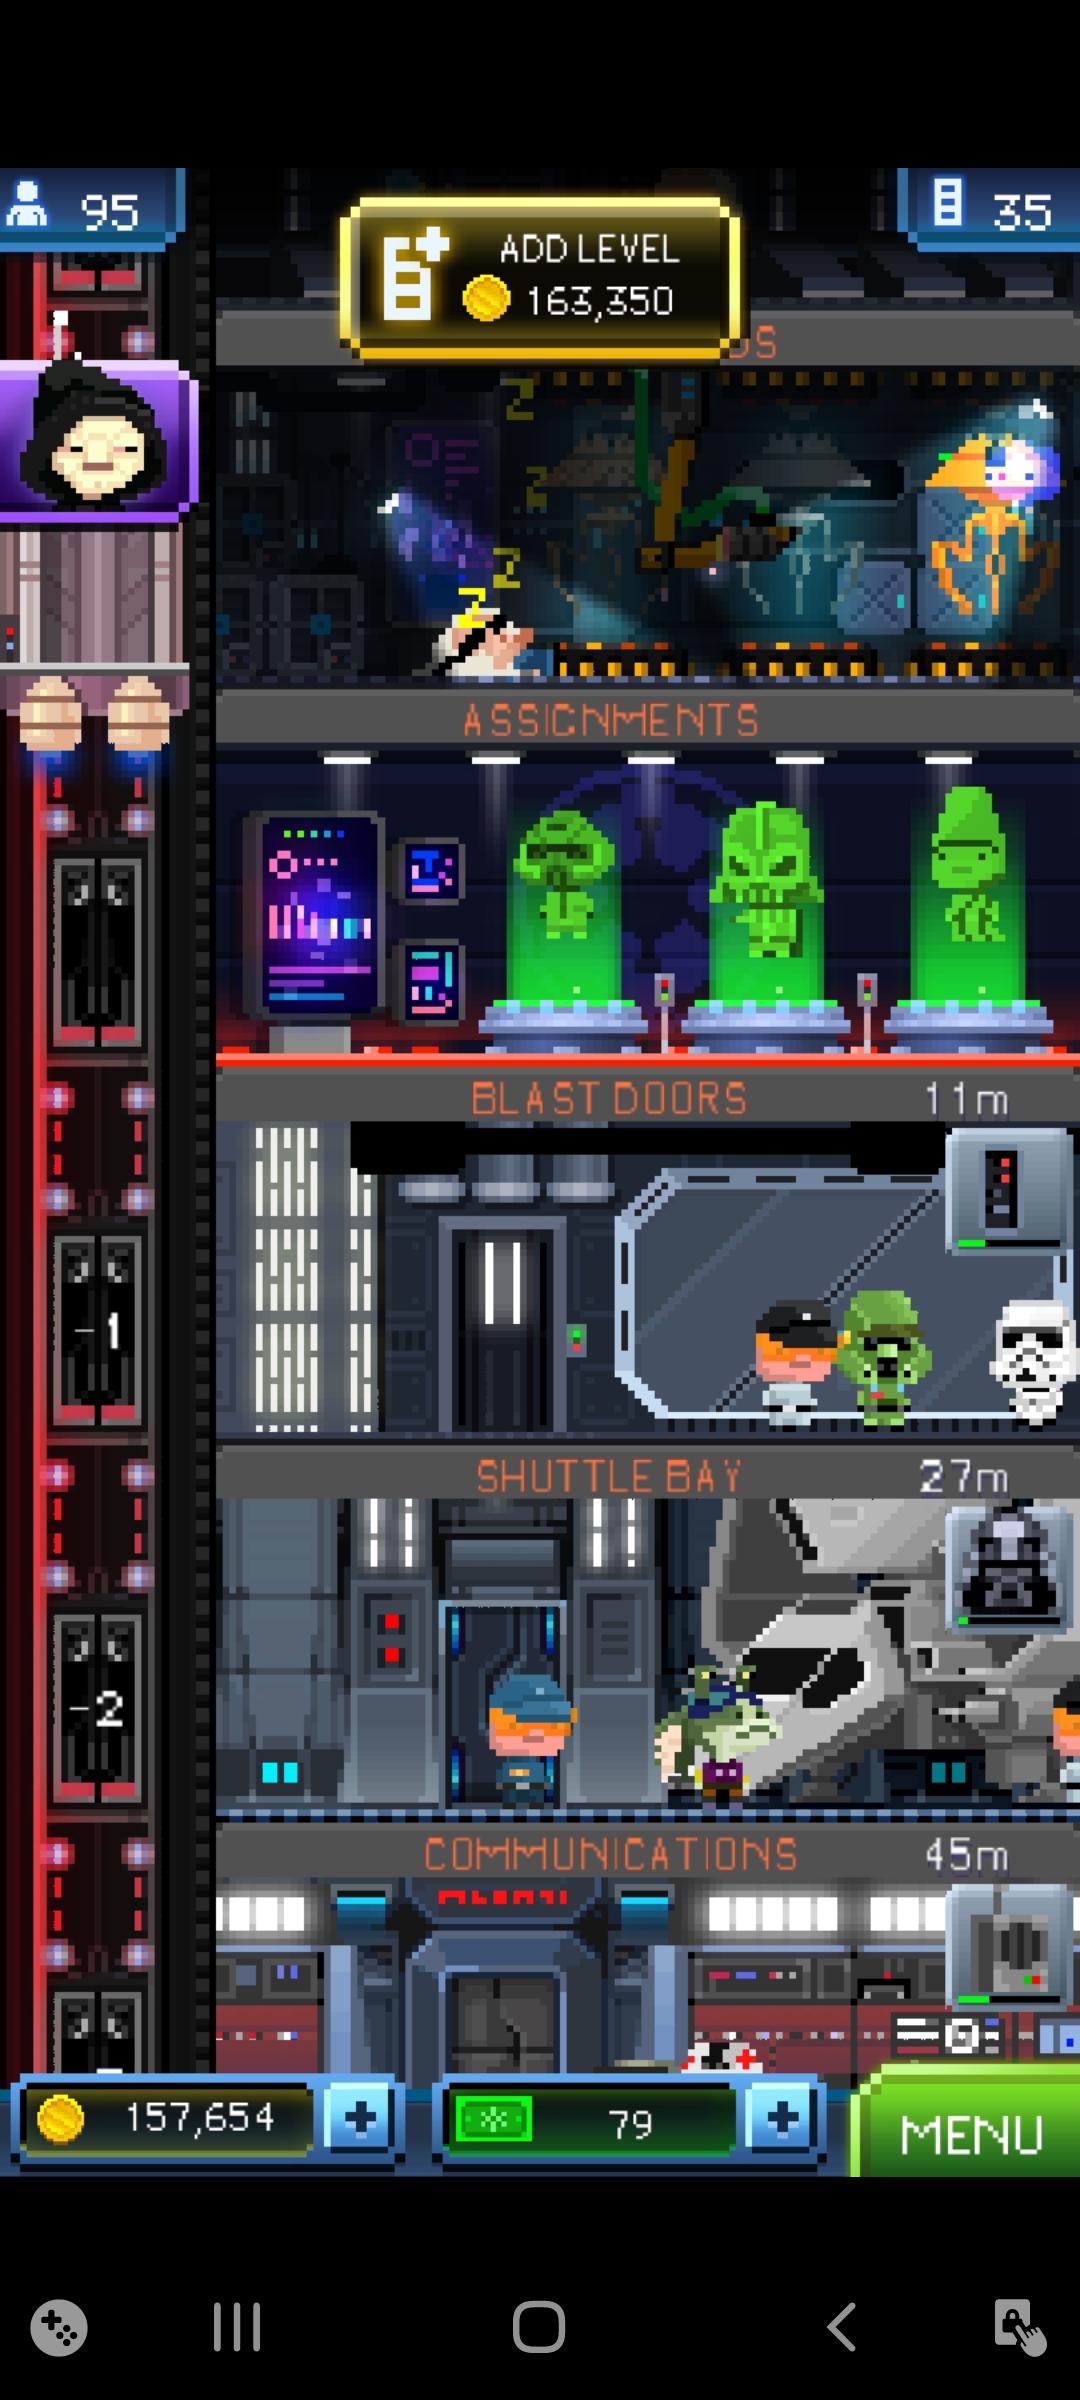 95
ADD LEVEL
163,350
35
Z
Z
Z
Z
ASSIGNMENTS
BLAST DOORS 11m
-1
SHUTTLE BAY 27m
-2
COMMUNICATIONS 45m
157,654
79
MENU